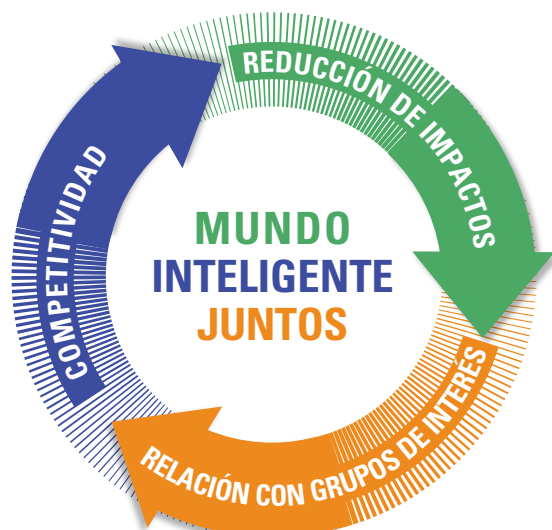 REDUCCIÓN DE IMPACTOS
COMPETITIVIDAD
MUNDO
INTELIGENTE
JUNTOS
RELACIÓN CON GRUPOS DE INTERÉS